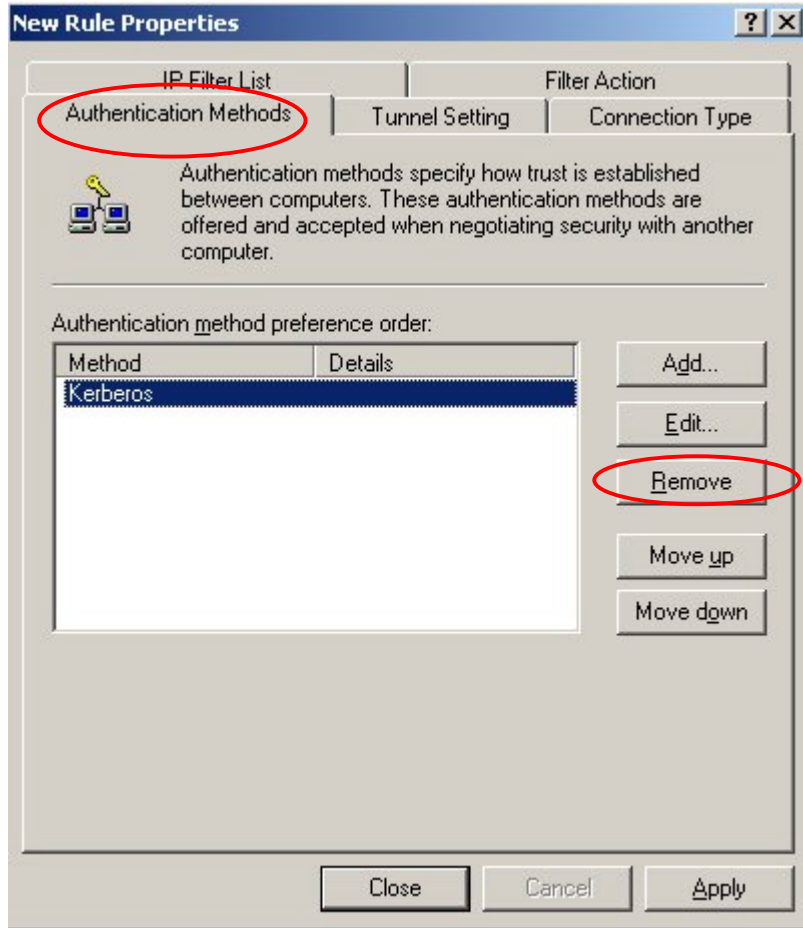 New Rule Properties
IP Filter List
Filter Action
Authentication Methods
Tunnel Setting
Connection Type
Authentication methods specify how trust is established
between computers. These authentication methods are
offered and accepted when negotiating security with another
computer.
Authentication method preference order:
Method
Details
Kerberos
Add...
Edit...
Remove
Move up
Move down
Close
Cancel
Apply